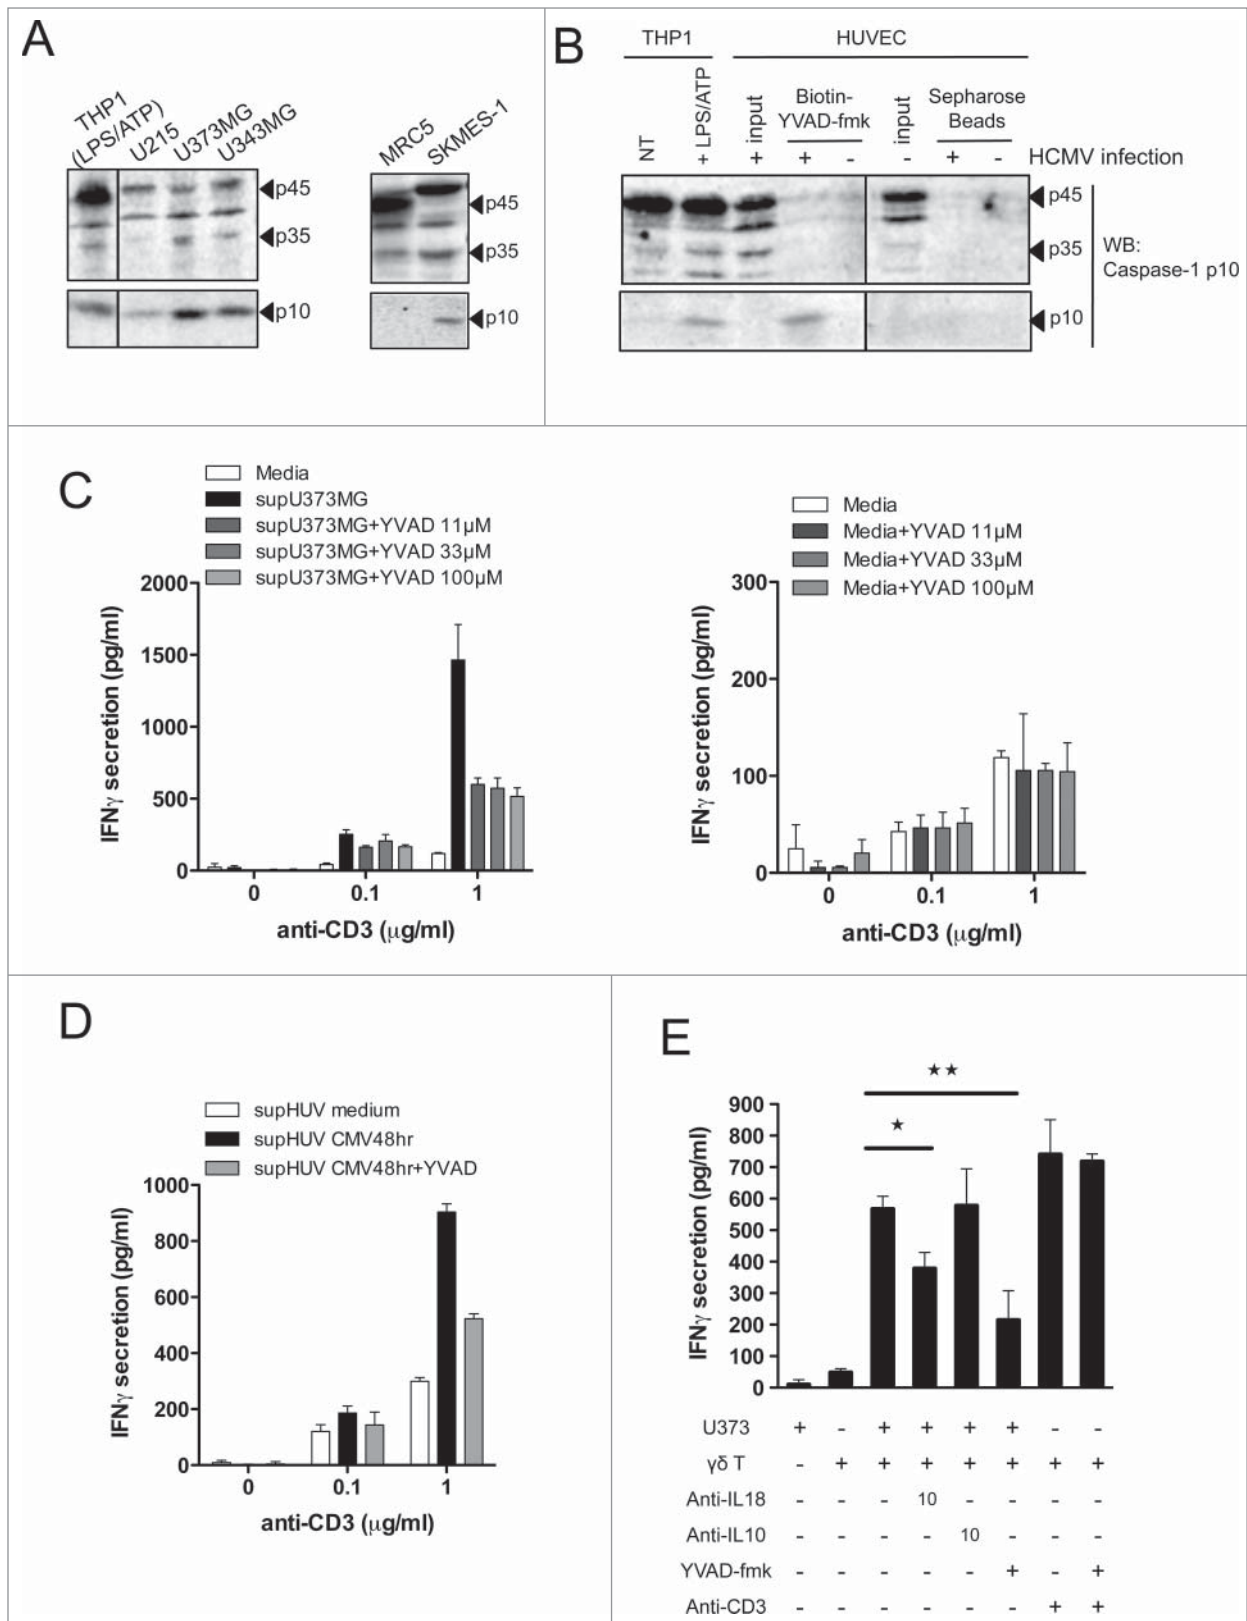 A
THP1
(LPS/ATP)
U215
U373MG
U343MG
MRC5
SKMES-1
p45
p35
p10
p45
p35
p10
B
THP1
HUVEC
NT
+ LPS/ATP
+ input
Biotin-
YVAD-fmk
- input
Sepharose
Beads
+ - + - HCMV infection
p45
p35
p10
WB:
Caspase-1 p10
C
Media
supU373MG
supU373MG+YVAD 11µM
supU373MG+YVAD 33µM
supU373MG+YVAD 100µM
IFNγ secretion (pg/ml)
2000
1500
1000
500
0
0 0.1 1
anti-CD3 (µg/ml)
Media
Media+YVAD 11µM
Media+YVAD 33µM
Media+YVAD 100µM
IFNγ secretion (pg/ml)
300
200
100
0
0 0.1 1
anti-CD3 (µg/ml)
D
supHUV medium
supHUV CMV48hr
supHUV CMV48hr+YVAD
IFNγ secretion (pg/ml)
1000
800
600
400
200
0
0 0.1 1
anti-CD3 (µg/ml)
E
★★
★
IFNγ secretion (pg/ml)
900
800
700
600
500
400
300
200
100
0
U373 + - + + + + - -
γδ T - + + + + + + +
Anti-IL18 - - - 10 - - - -
Anti-IL10 - - - - 10 - - -
YVAD-fmk - - - - - + - +
Anti-CD3 - - - - - - + +